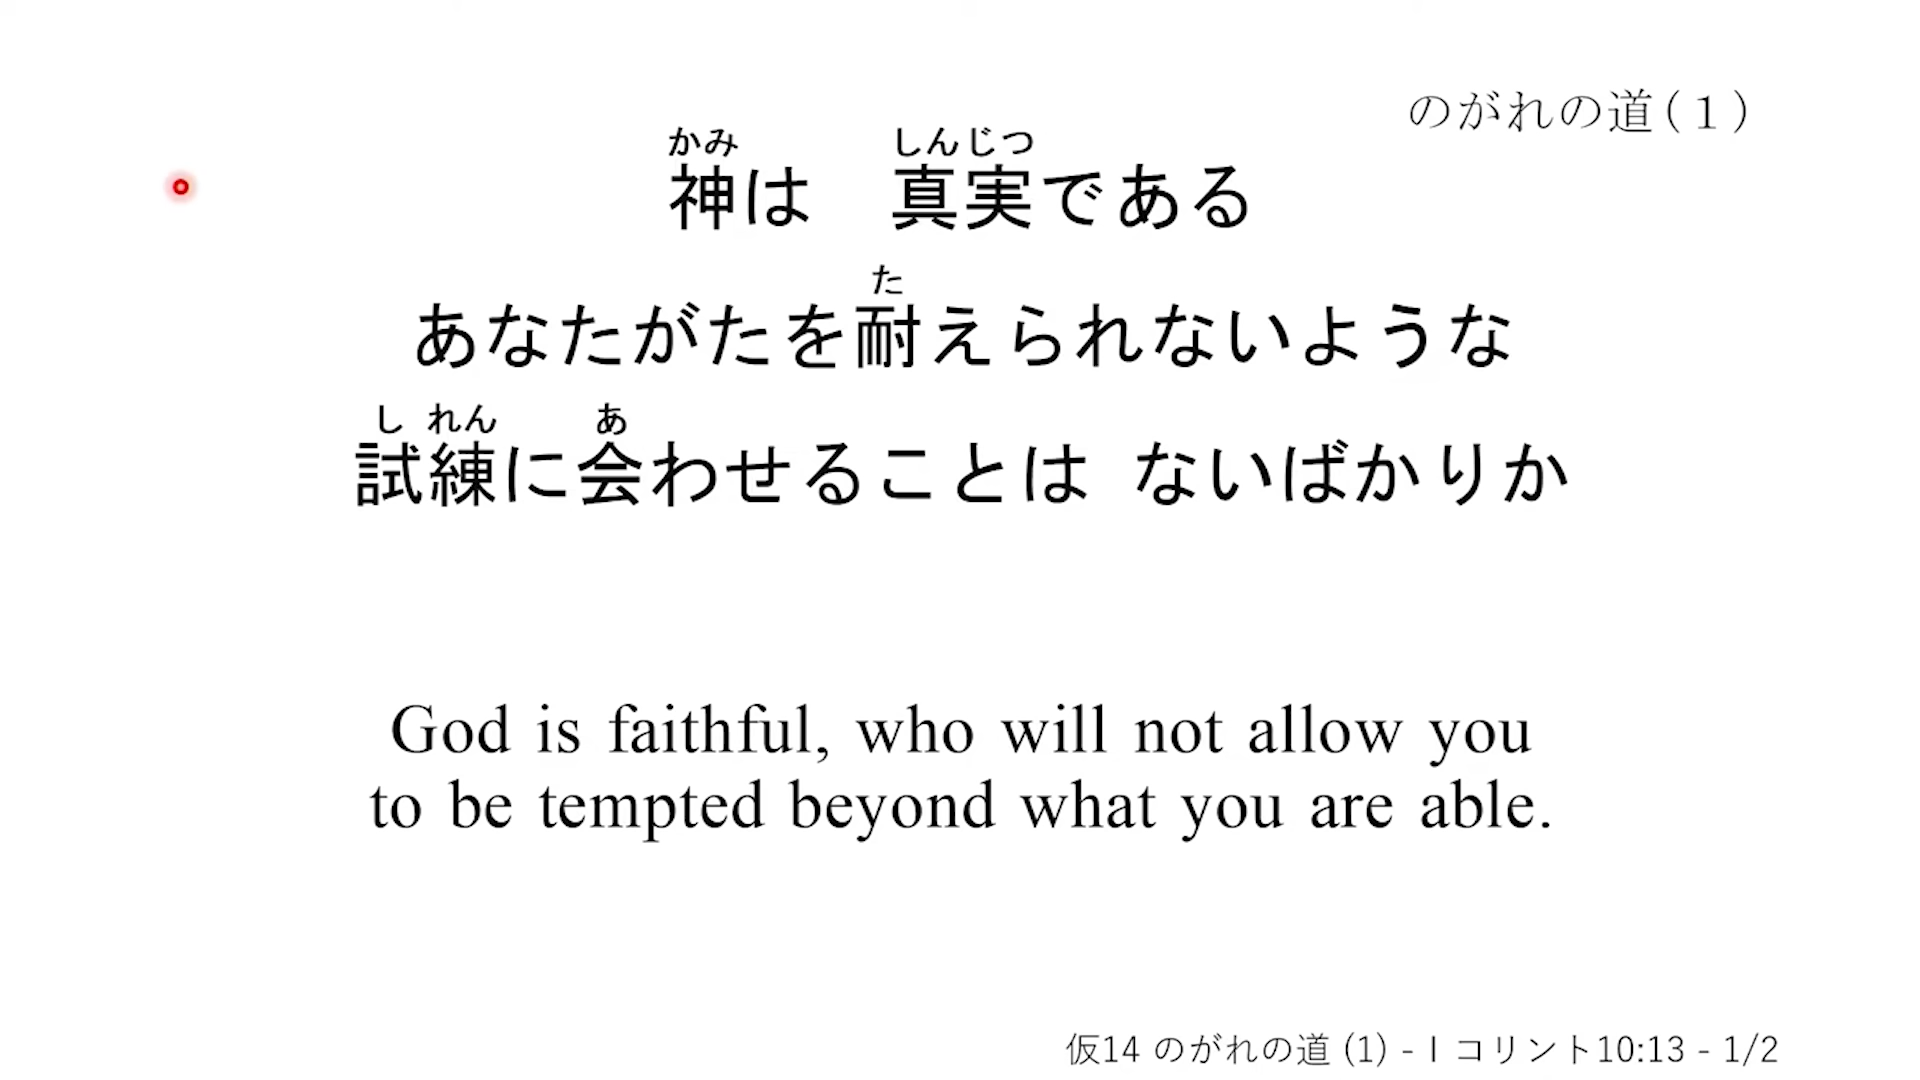 のがれの道(１)
かみ しんじつ
神は　真実である
た
あなたがたを耐えられないような
し れん あ
試練に会わせることは ないばかりか
God is faithful, who will not allow you
to be tempted beyond what you are able.
仮14 のがれの道 (1) - I コリント10:13 - 1/2